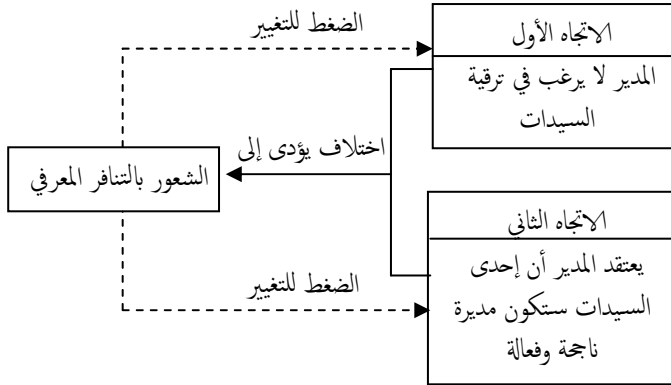 الضغط للتغيير
الاتجاه الأول
المدير لا يرغب في ترقية
السيدات
اختلاف يؤدى إلى
الشعور بالتنافر المعرفي
الاتجاه الثاني
يعتقد المدير أن إحدى
السيدات ستكون مديرة
ناجحة وفعالة
الضغط للتغيير